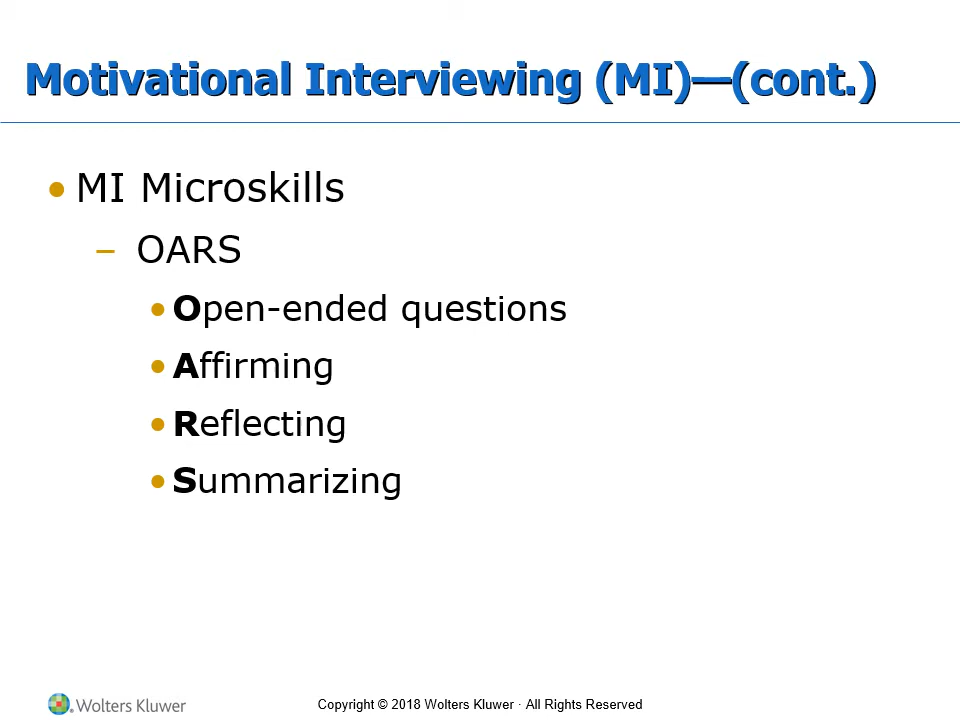 Motivational Interviewing (MI)—(cont.)
• MI Microskills
– OARS
• Open-ended questions
• Affirming
• Reflecting
• Summarizing
Wolters Kluwer
Copyright © 2018 Wolters Kluwer · All Rights Reserved